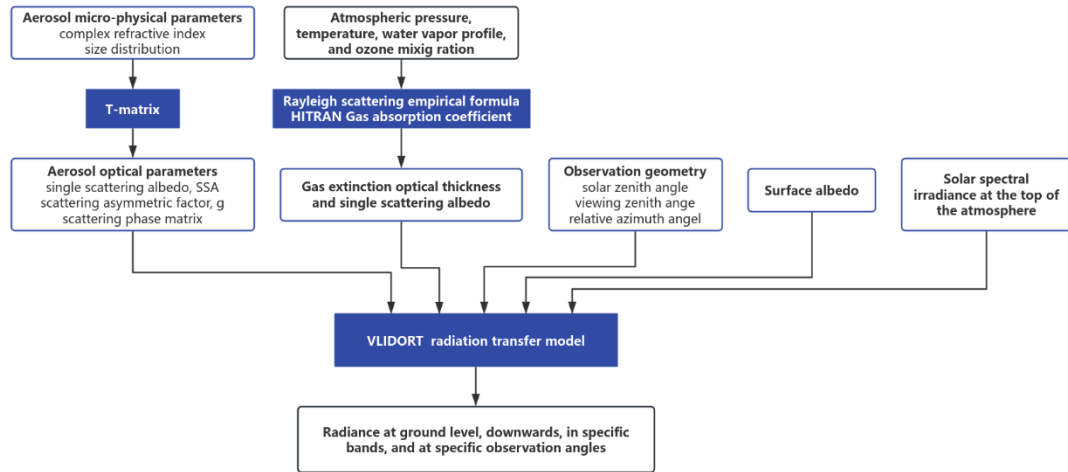 Aerosol micro-physical parameters
complex refractive index
size distribution
Atmospheric pressure,
temperature, water vapor profile,
and ozone mixig ration
T-matrix
Rayleigh scattering empirical formula
HITRAN Gas absorption coefficient
Aerosol optical parameters
single scattering albedo, SSA
scattering asymmetric factor, g
scattering phase matrix
Gas extinction optical thickness
and single scattering albedo
Observation geometry
solar zenith angle
viewing zenith ange
relative azimuth angel
Surface albedo
Solar spectral
irradiance at the top of
the atmosphere
VLIDORT radiation transfer model
Radiance at ground level, downwards, in specific
bands, and at specific observation angles